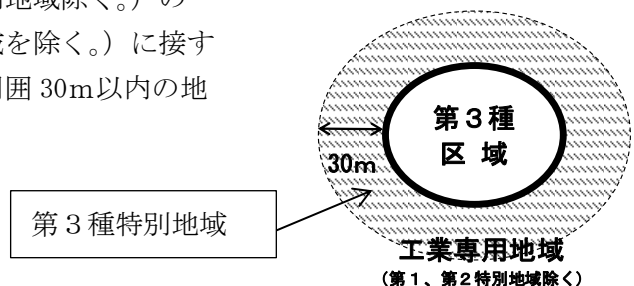 地域除く。）の
を除く。）に接す
囲 30m以内の地
第３種
区 域
30m
第３種特別地域
工業専用地域
（第１、第２特別地域除く）